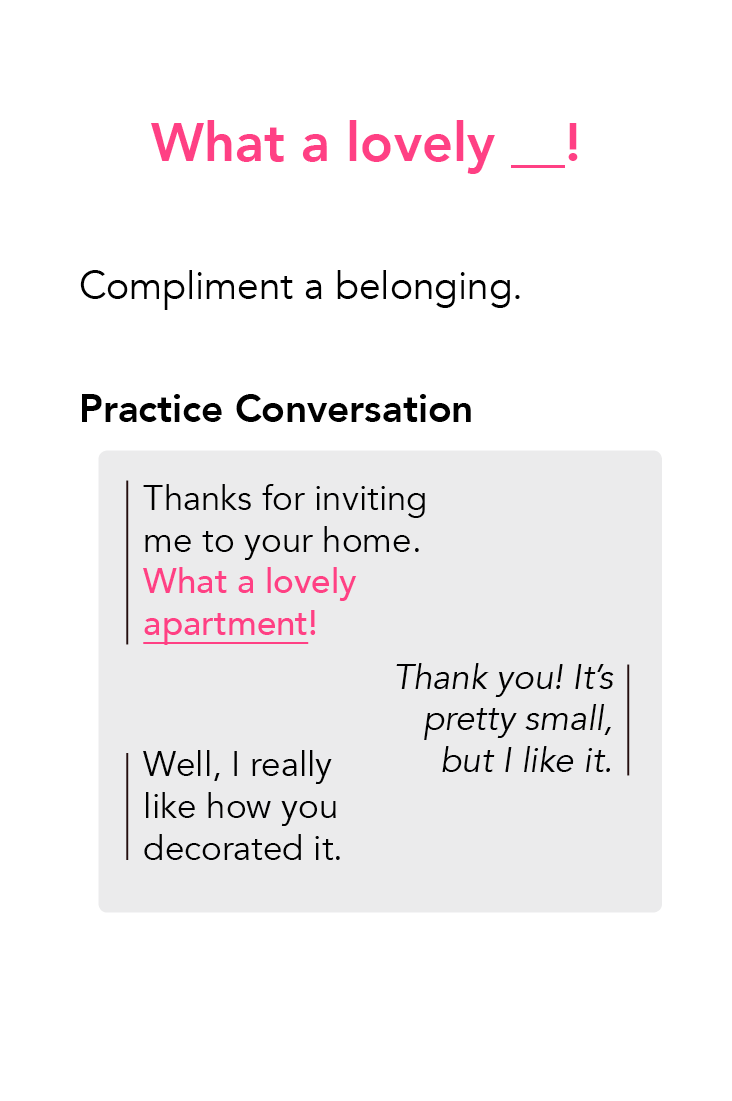 What a lovely __!
Compliment a belonging.
Practice Conversation
Thanks for inviting
me to your home.
What a lovely
apartment!
Thank you! It’s
pretty small,
but I like it.
Well, I really
like how you
decorated it.